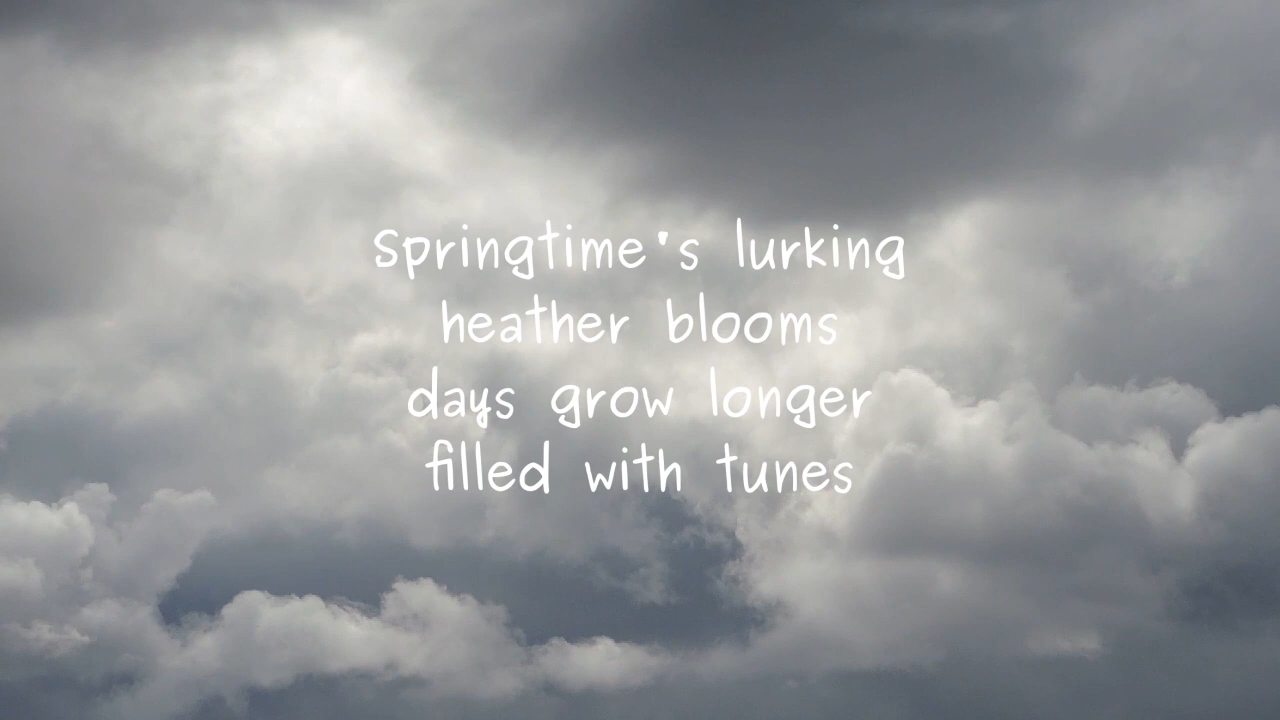 Springtime's lurking
heather blooms
days grow longer
filled with tunes